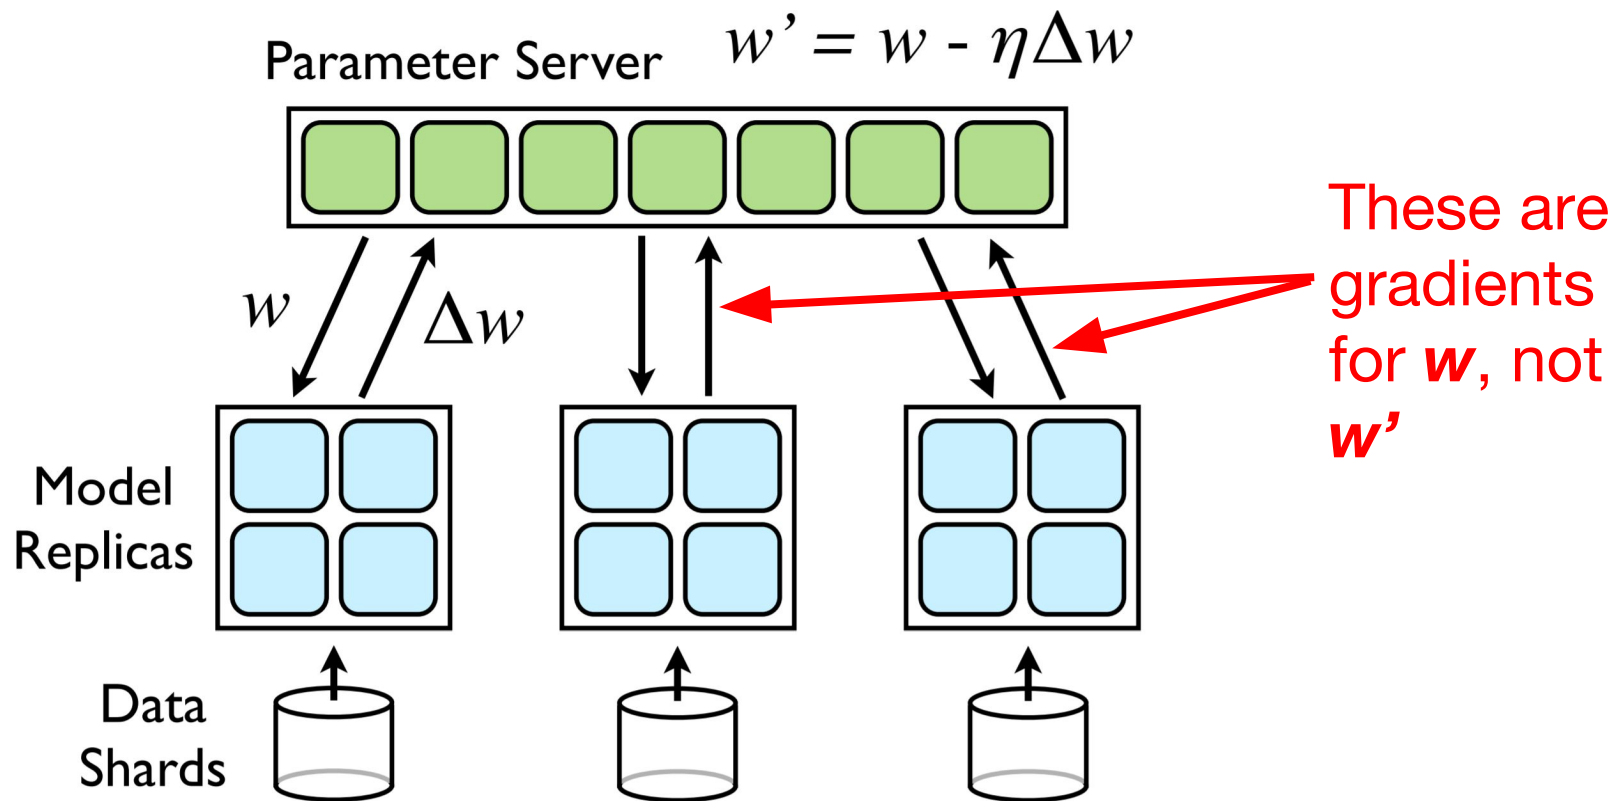 Parameter Server
w’ = w - ηΔw
w
Δw
These are
gradients
for w, not
w’
Model
Replicas
Data
Shards